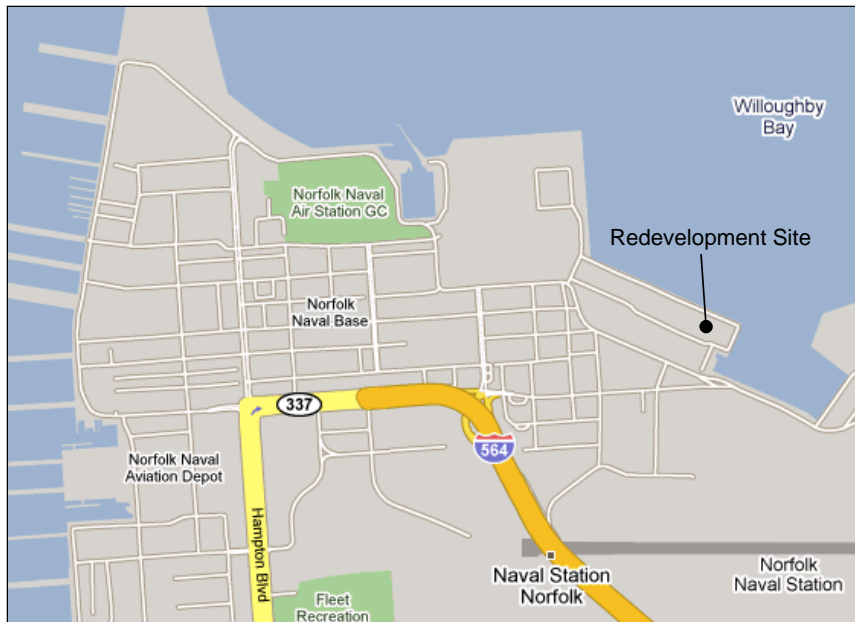 Willoughby
Bay
Norfolk Naval
Air Station GC
Redevelopment Site
Norfolk
Naval Base
337
564
Norfolk Naval
Aviation Depot
Hampton Blvd
Naval Station
Norfolk
Norfolk
Naval Station
Fleet
Recreation